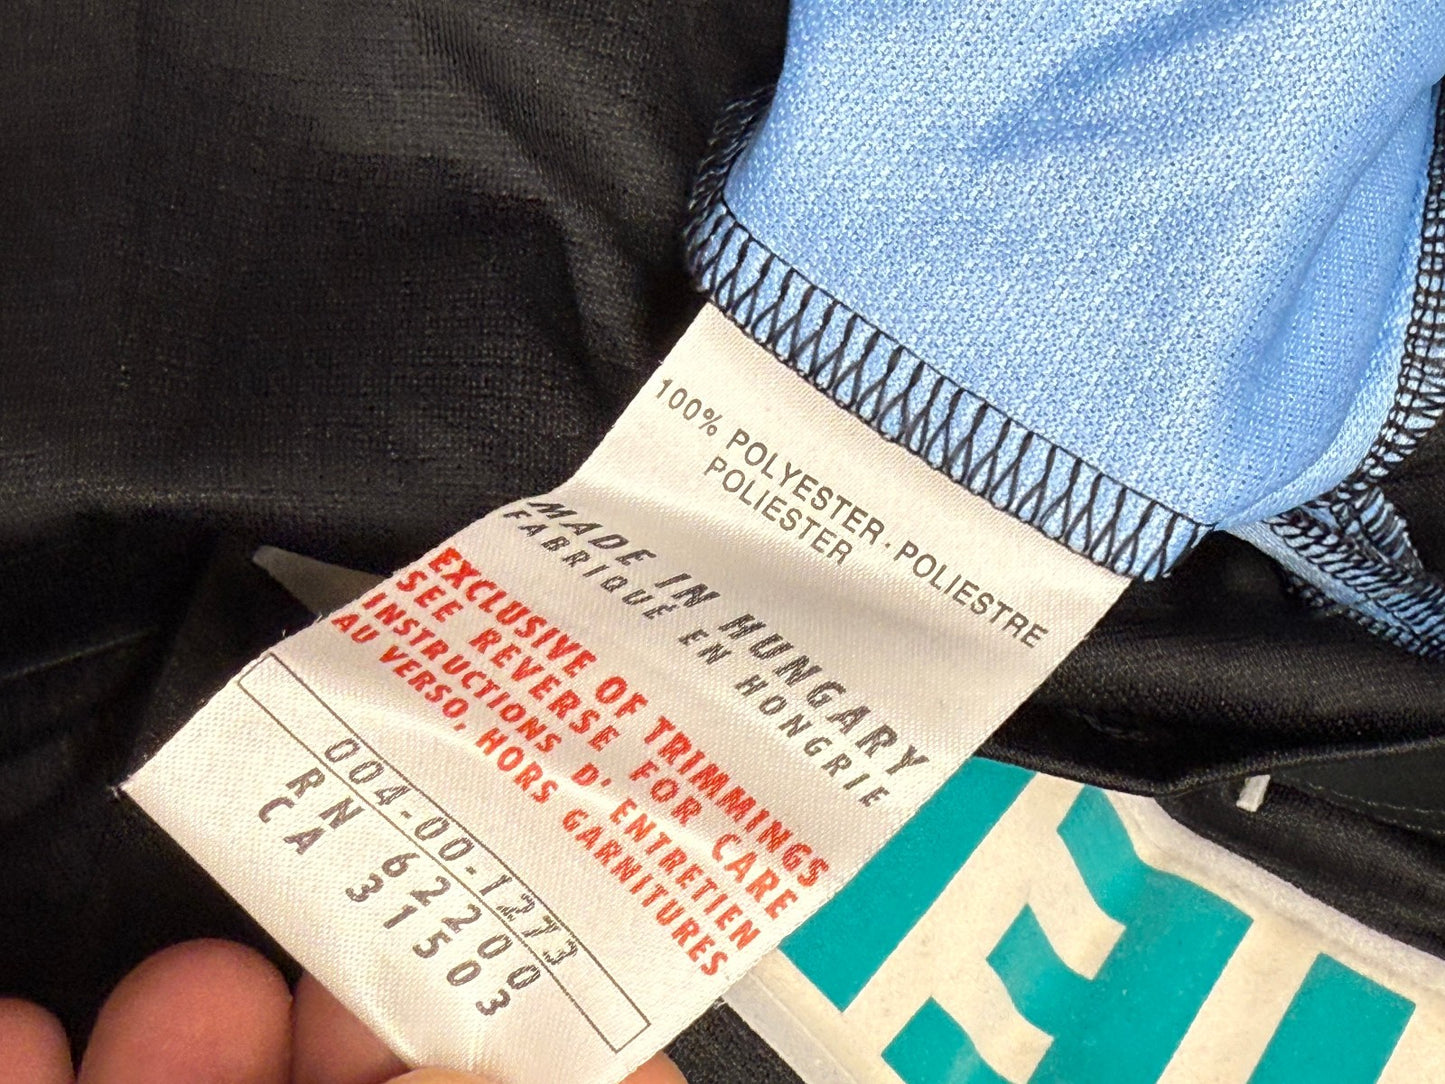 100% POLYESTER · POLIESTRE
POLIESTER
MADE IN HUNGARY
FABRIQUÉ EN HONGRIE
EXCLUSIVE OF TRIMMINGS
SEE REVERSE FOR CARE
INSTRUCTIONS D' ENTRETIEN
AU VERSO, HORS GARNITURES
004-00-1273
RN 62200
CA 31503